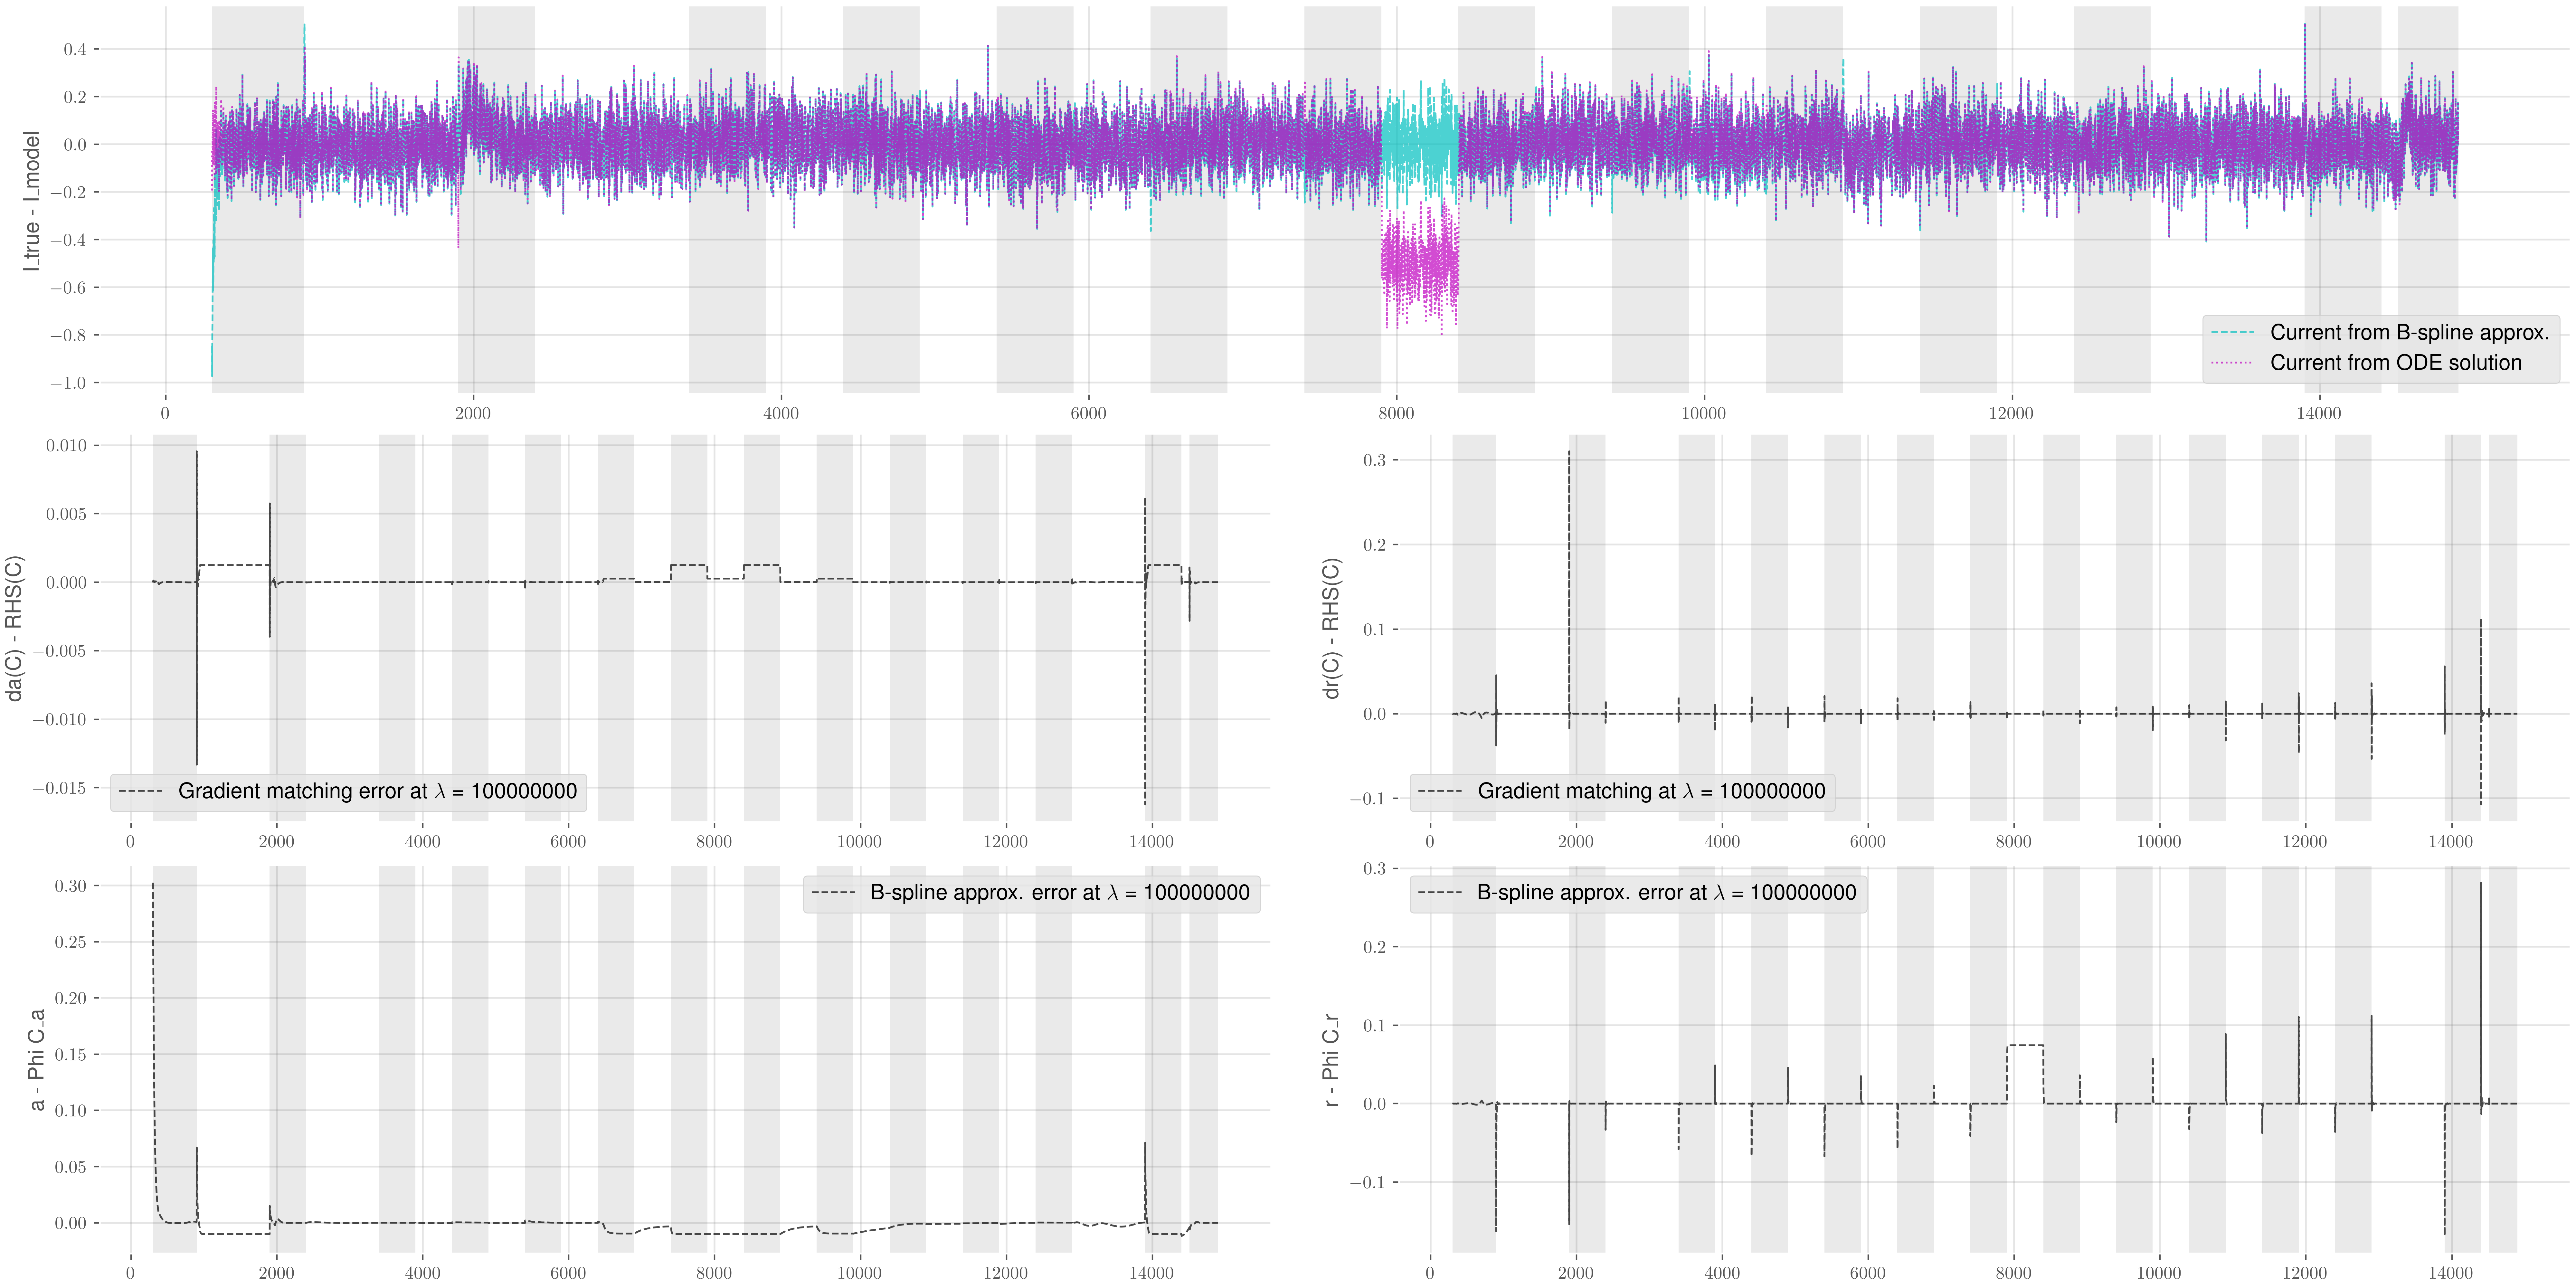 I_true - I_model
0.4
0.2
0.0
−0.2
−0.4
−0.6
−0.8
−1.0
0 2000 4000 6000 8000 10000 12000 14000
Current from B-spline approx.
Current from ODE solution
da(C) - RHS(C)
0.010
0.005
0.000
−0.005
−0.010
−0.015
0 2000 4000 6000 8000 10000 12000 14000
Gradient matching error at λ = 100000000
dr(C) - RHS(C)
0.3
0.2
0.1
0.0
−0.1
0 2000 4000 6000 8000 10000 12000 14000
Gradient matching at λ = 100000000
a - Phi C_a
0.30
0.25
0.20
0.15
0.10
0.05
0.00
0 2000 4000 6000 8000 10000 12000 14000
B-spline approx. error at λ = 100000000
r - Phi C_r
0.3
0.2
0.1
0.0
−0.1
0 2000 4000 6000 8000 10000 12000 14000
B-spline approx. error at λ = 100000000